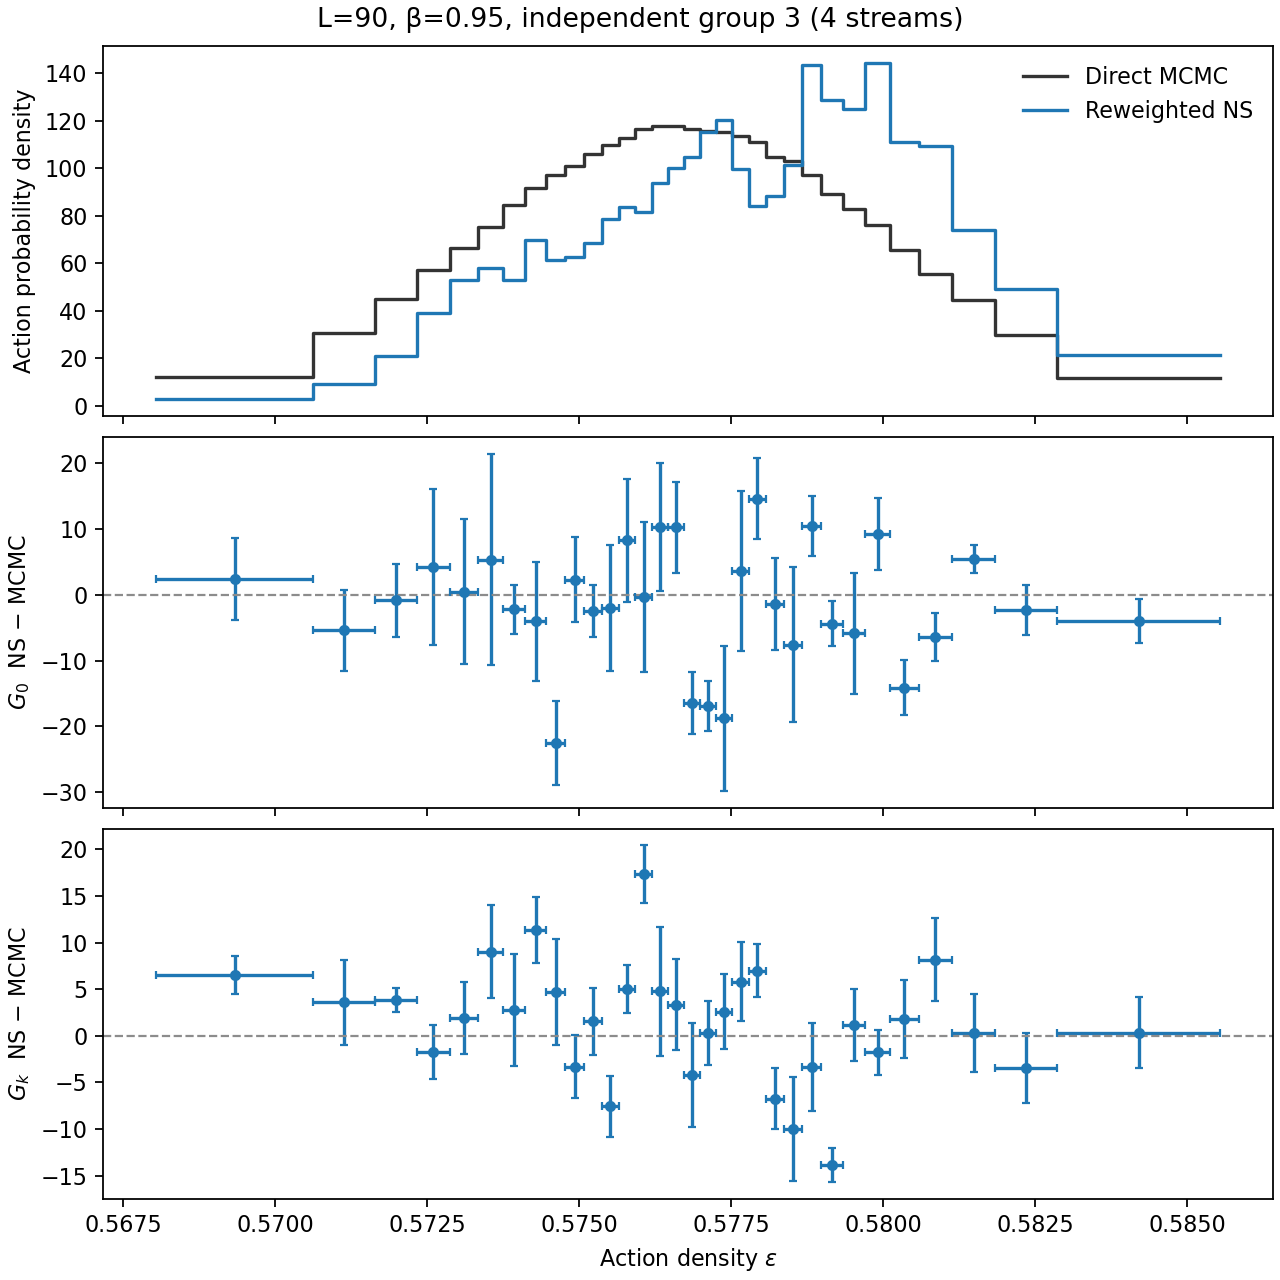 L=90, β=0.95, independent group 3 (4 streams)
Action probability density
140
120
100
80
60
40
20
0
Direct MCMC
Reweighted NS
G₀ NS − MCMC
20
10
0
−10
−20
−30
Gₖ NS − MCMC
20
15
10
5
0
−5
−10
−15
0.5675 0.5700 0.5725 0.5750 0.5775 0.5800 0.5825 0.5850
Action density ε